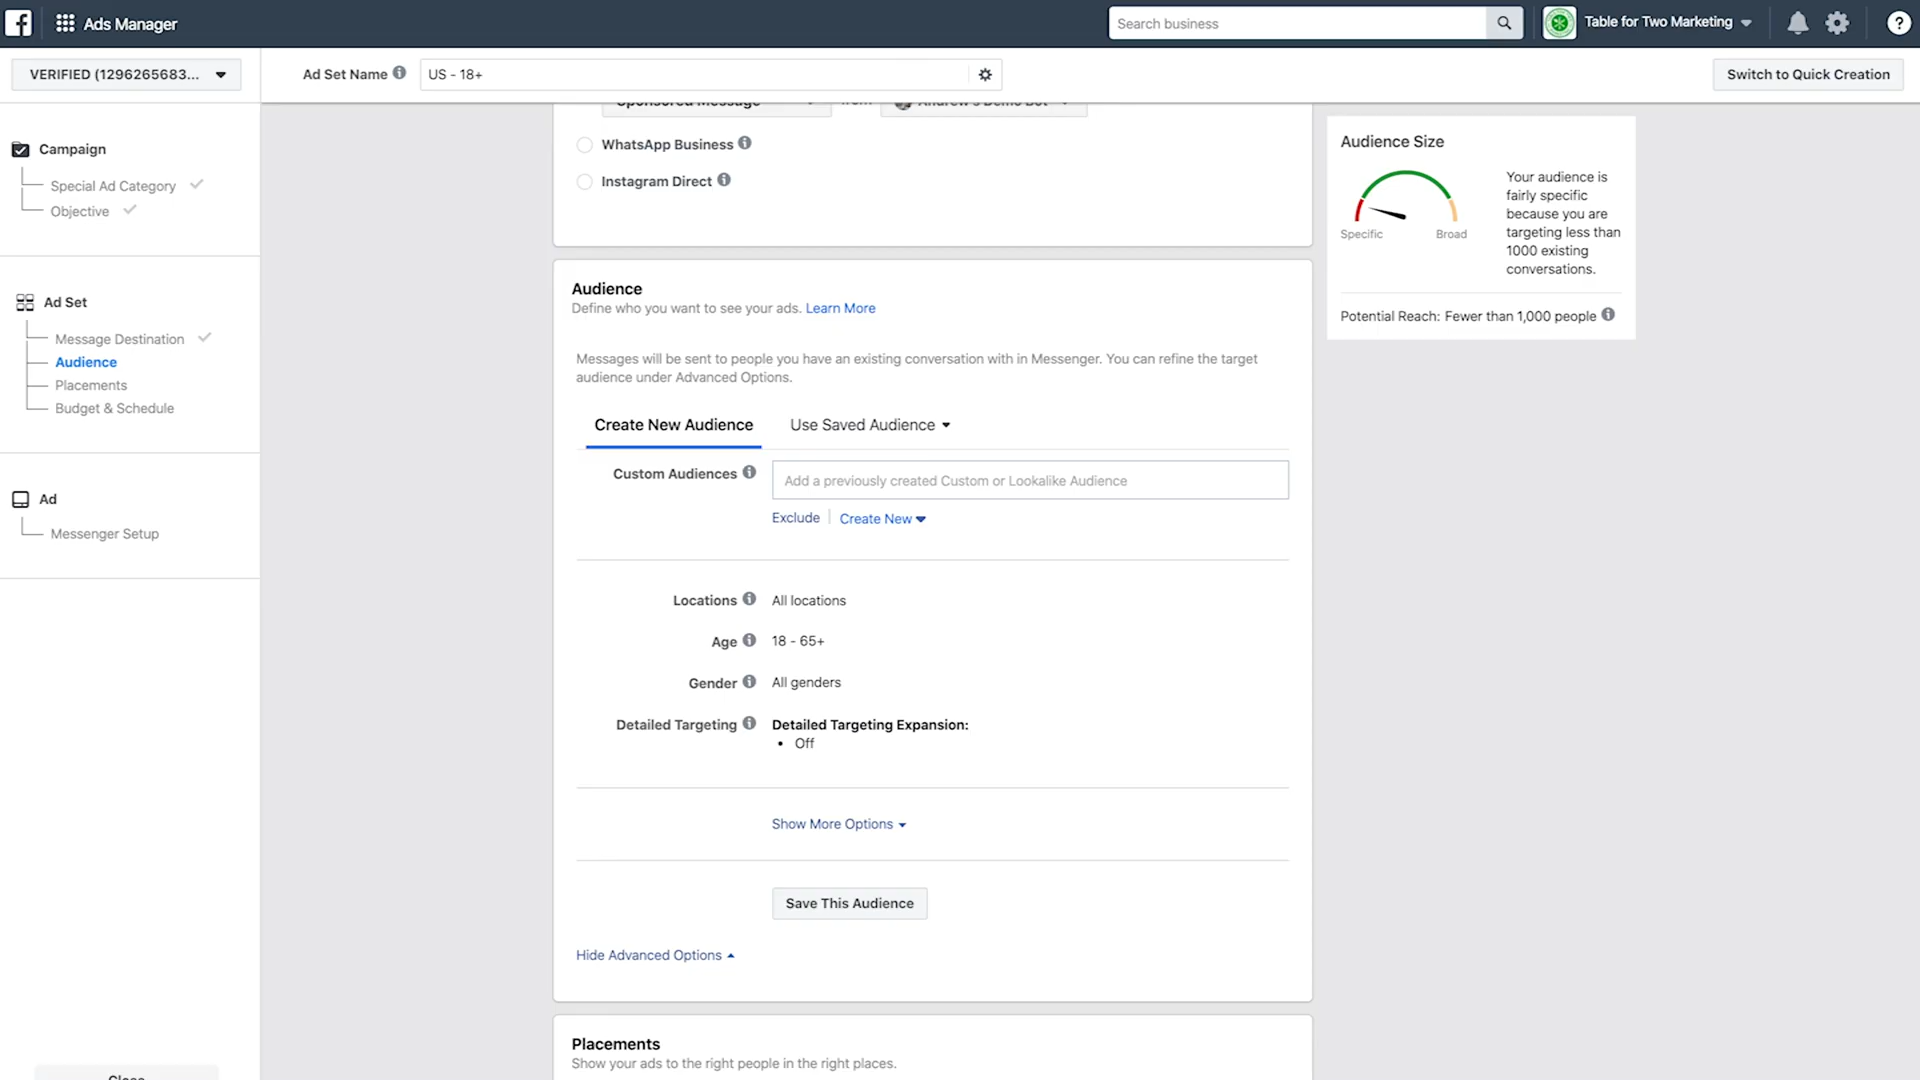 Ads Manager
Search business
Table for Two Marketing
?
VERIFIED (1296265683...
Ad Set Name
US - 18+
Switch to Quick Creation
Campaign
Special Ad Category
Objective
Ad Set
Message Destination
Audience
Placements
Budget & Schedule
Ad
Messenger Setup
Close
Sponsored Message
from
Andrew's Demo Bot
WhatsApp Business
Instagram Direct
Audience
Define who you want to see your ads. Learn More
Messages will be sent to people you have an existing conversation with in Messenger. You can refine the target
audience under Advanced Options.
Create New Audience
Use Saved Audience
Custom Audiences
Add a previously created Custom or Lookalike Audience
Exclude
Create New
Locations
All locations
Age
18 - 65+
Gender
All genders
Detailed Targeting
Detailed Targeting Expansion:
• Off
Show More Options
Save This Audience
Hide Advanced Options
Placements
Show your ads to the right people in the right places.
Audience Size
Specific
Broad
Your audience is
fairly specific
because you are
targeting less than
1000 existing
conversations.
Potential Reach: Fewer than 1,000 people